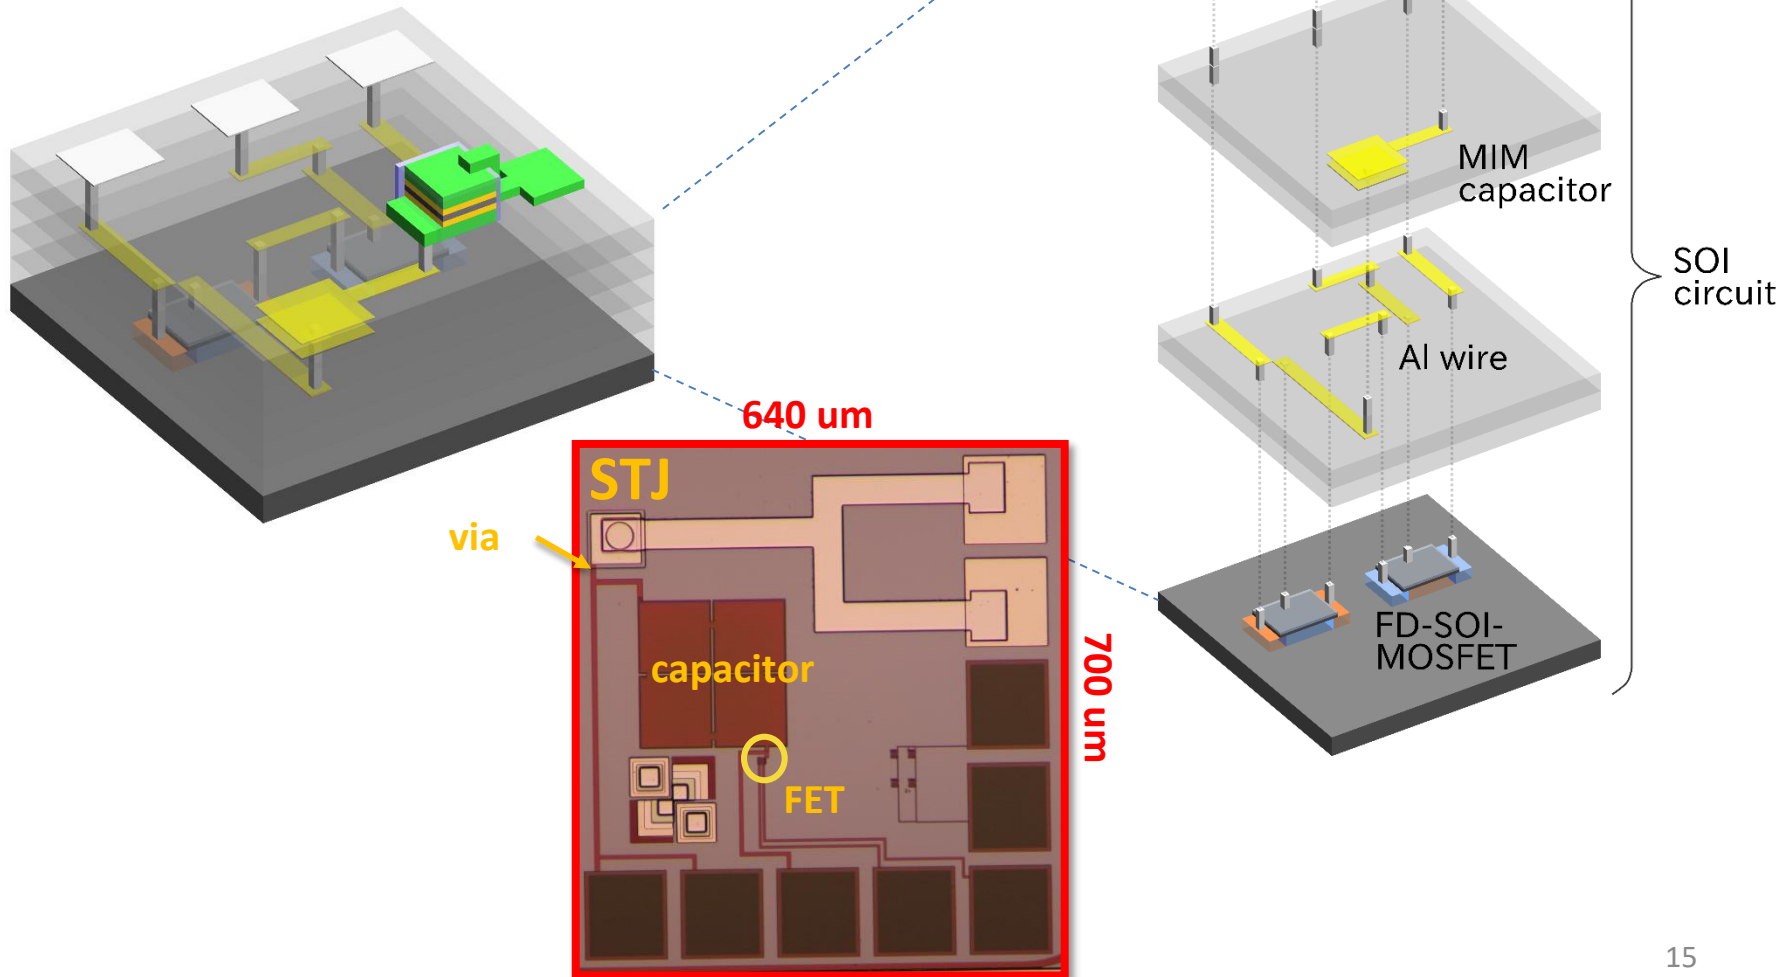 MIM
capacitor
SOI
circuit
Al wire
640 um
STJ
via
capacitor
FET
700 um
FD-SOI-
MOSFET
15